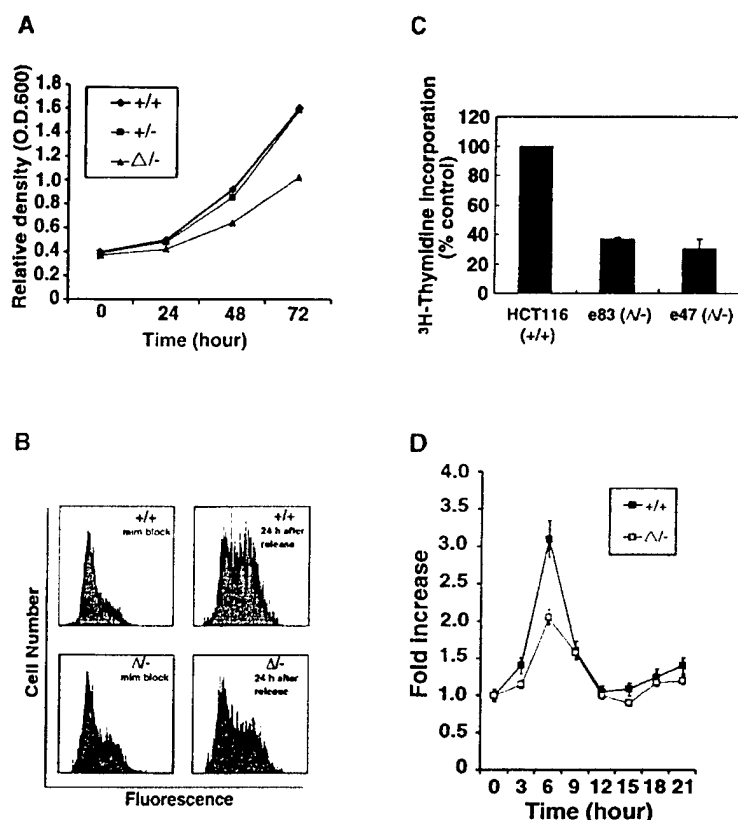 A
Relative density (O.D.600)
1.8
1.6
1.4
1.2
1.0
0.8
0.6
0.4
0.2
0
+/+
+/-
△/-
0 24 48 72
Time (hour)
C
³H-Thymidine incorporation
(% control)
120
100
80
60
40
20
0
HCT116
(+/+)
e83 (Λ/-)
e47 (Λ/-)
B
Cell Number
+/+
mim block
+/+
24 h after
release
Δ/-
mim block
Δ/-
24 h after
release
Fluorescence
D
Fold increase
4.0
3.5
3.0
2.5
2.0
1.5
1.0
0.5
0
+/+
Λ/-
0 3 6 9 12 15 18 21
Time (hour)